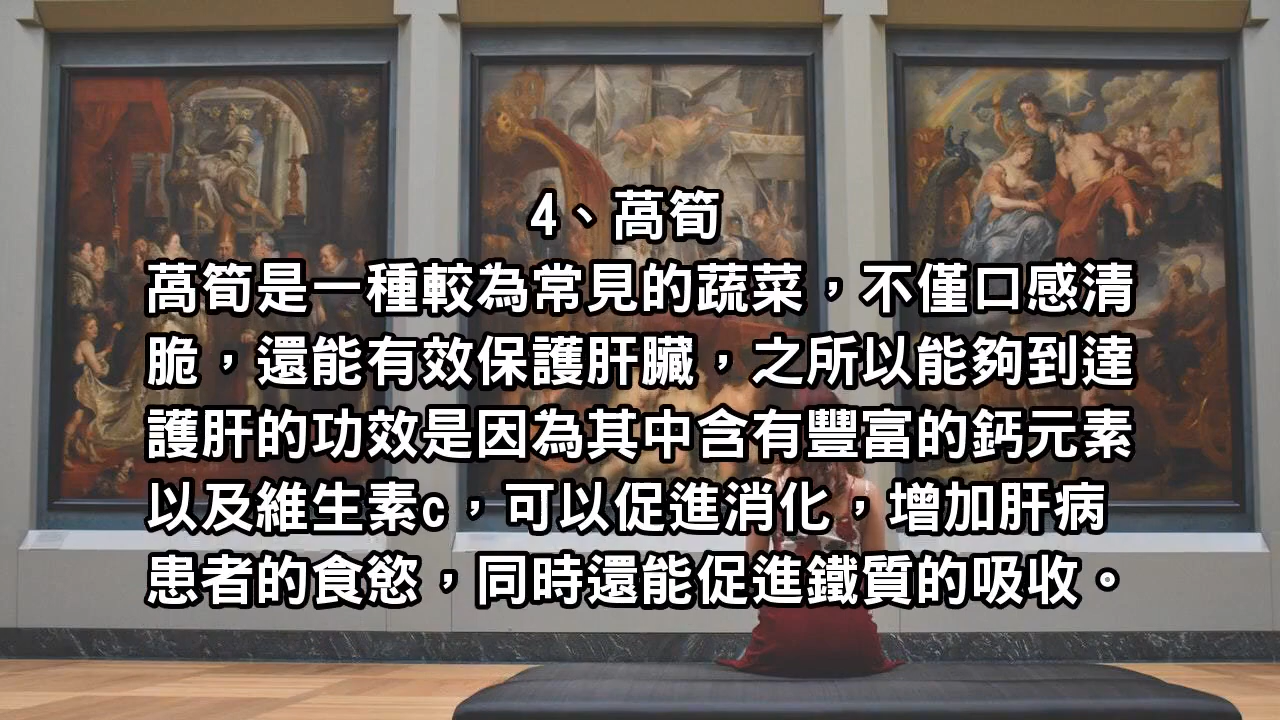 4、萵筍
萵筍是一種較為常見的蔬菜，不僅口感清
脆，還能有效保護肝臟，之所以能夠到達
護肝的功效是因為其中含有豐富的鈣元素
以及維生素c，可以促進消化，增加肝病
患者的食慾，同時還能促進鐵質的吸收。